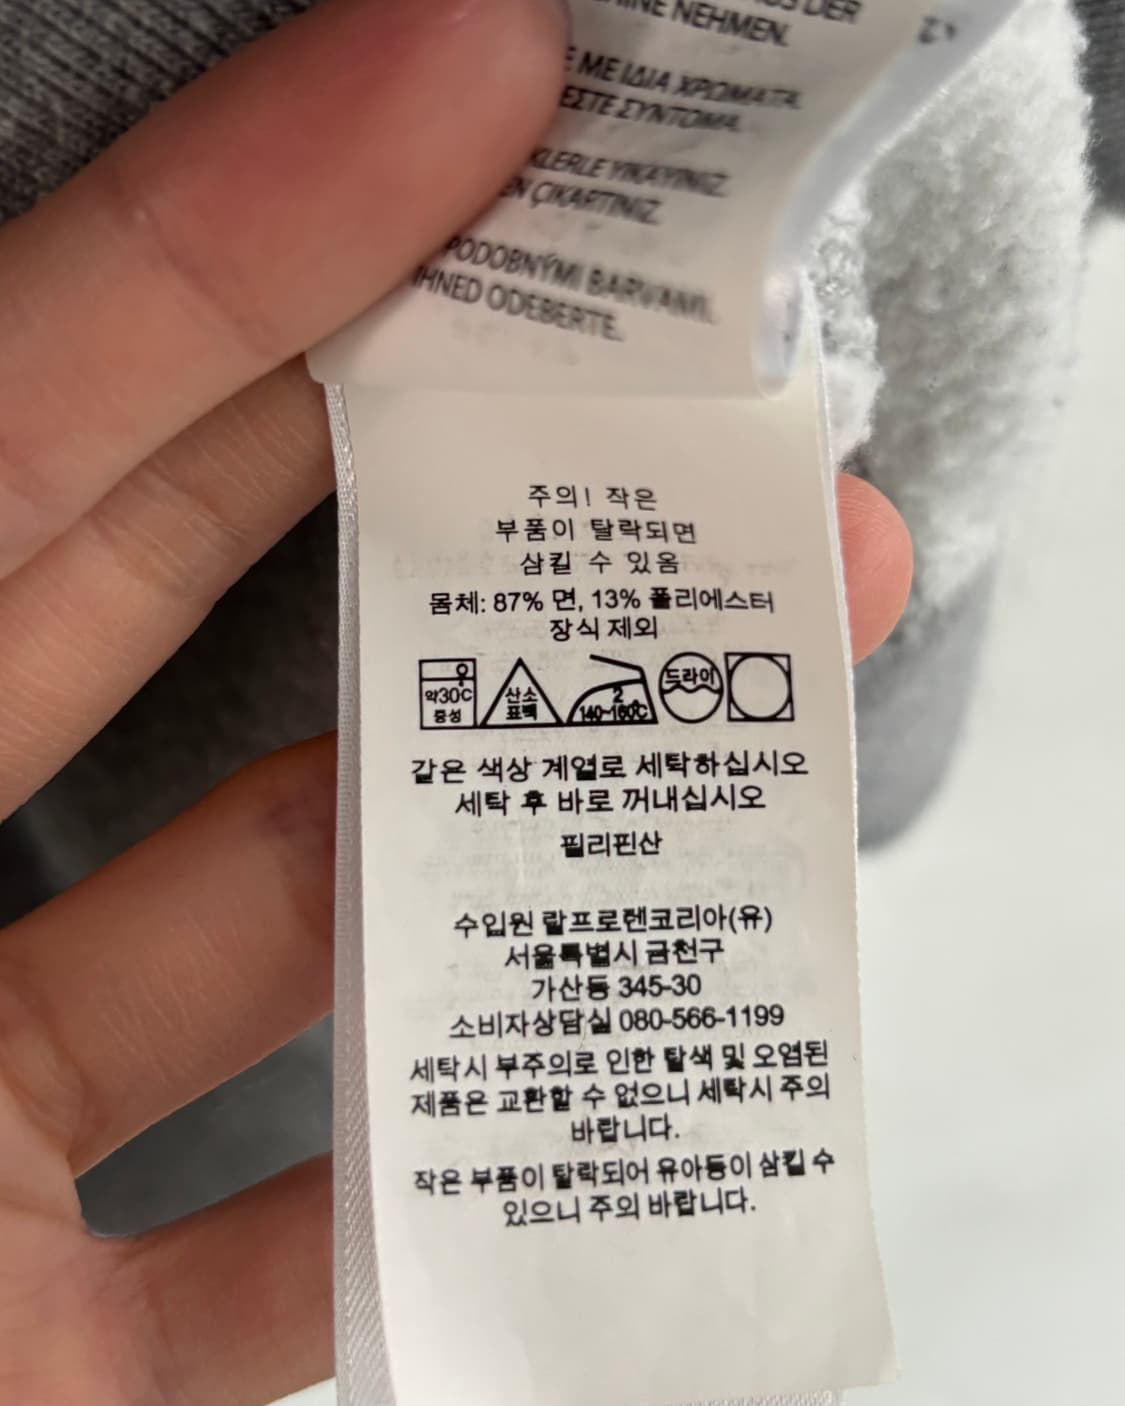 NEHMEN.
ΜΕ ΙΔΙΑ ΧΡΩΜΑΤΑ.
ΣΥΝΤΟΜΑ.
YIKAYINIZ.
ÇIKARTINIZ.
PODOBNÝMI BARVAMI.
IHNED ODEBERTE.
주의! 작은
부품이 탈락되면
삼킬 수 있음
몸체: 87% 면, 13% 폴리에스터
장식 제외
약30C
중성
산소
표백
2
140~160℃
드라이
같은 색상 계열로 세탁하십시오
세탁 후 바로 꺼내십시오
필리핀산
수입원 랄프로렌코리아(유)
서울특별시 금천구
가산동 345-30
소비자상담실 080-566-1199
세탁시 부주의로 인한 탈색 및 오염된
제품은 교환할 수 없으니 세탁시 주의
바랍니다.
작은 부품이 탈락되어 유아등이 삼킬 수
있으니 주의 바랍니다.